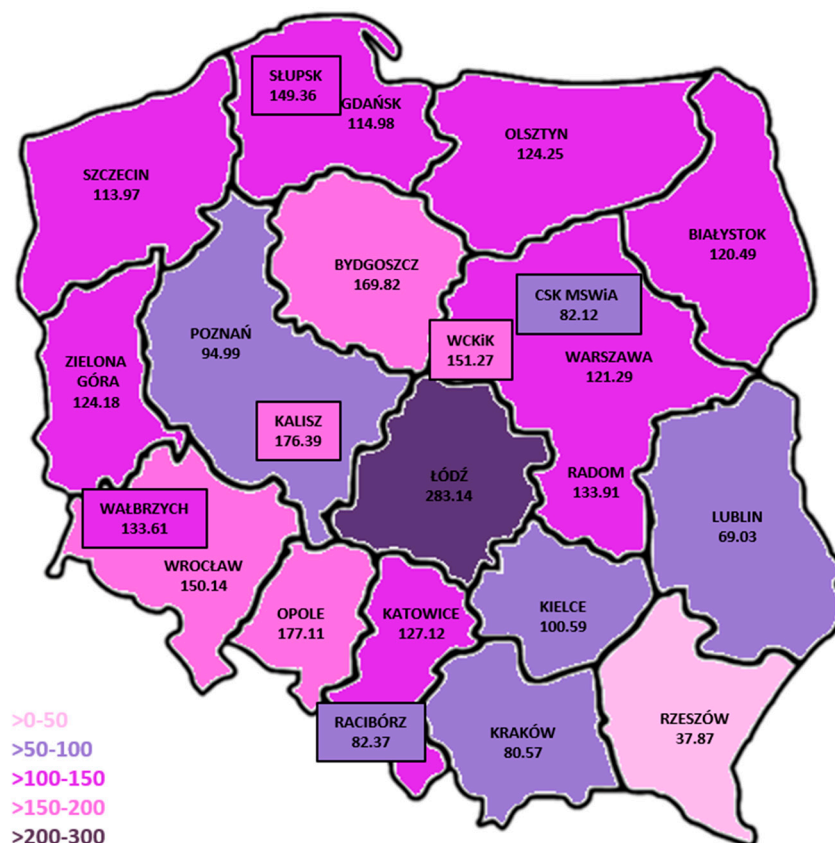 SŁUPSK
149.36
GDAŃSK
114.98
OLSZTYN
124.25
SZCZECIN
113.97
BIAŁYSTOK
120.49
BYDGOSZCZ
169.82
CSK MSWiA
82.12
POZNAŃ
94.99
WCKiK
151.27
WARSZAWA
121.29
ZIELONA
GÓRA
124.18
KALISZ
176.39
ŁÓDŹ
283.14
RADOM
133.91
WAŁBRZYCH
133.61
LUBLIN
69.03
WROCŁAW
150.14
OPOLE
177.11
KATOWICE
127.12
KIELCE
100.59
RACIBÓRZ
82.37
KRAKÓW
80.57
RZESZÓW
37.87
>0-50
>50-100
>100-150
>150-200
>200-300